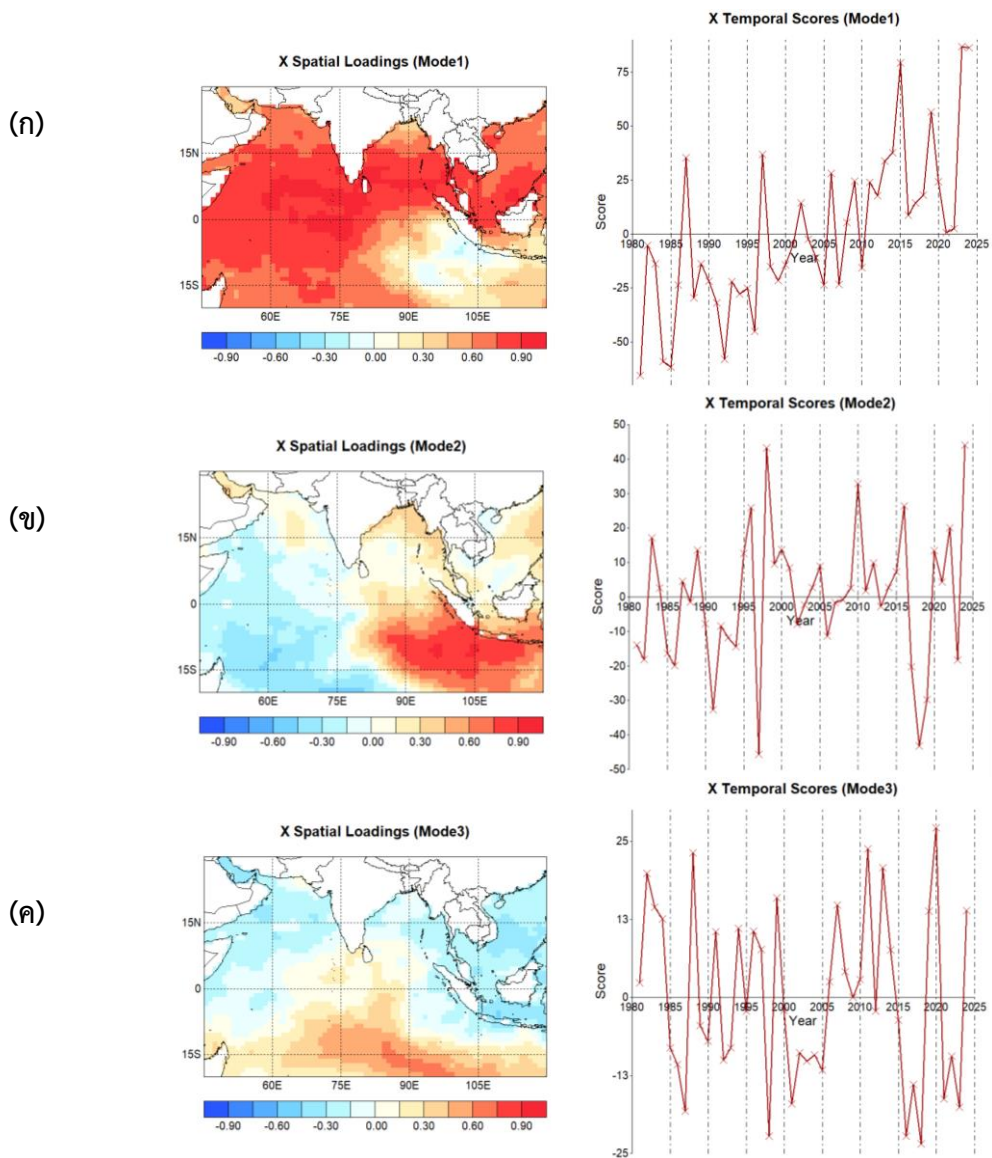 (ก)
X Spatial Loadings (Mode1)
15N
0
15S
60E 75E 90E 105E
-0.90 -0.60 -0.30 0.00 0.30 0.60 0.90
X Temporal Scores (Mode1)
75
50
25
0
-25
-50
Score
1980 1985 1990 1995 2000 2005 2010 2015 2020 2025
Year
(ข)
X Spatial Loadings (Mode2)
15N
0
15S
60E 75E 90E 105E
-0.90 -0.60 -0.30 0.00 0.30 0.60 0.90
X Temporal Scores (Mode2)
50
40
30
20
10
0
-10
-20
-30
-40
-50
Score
1980 1985 1990 1995 2000 2005 2010 2015 2020 2025
Year
(ค)
X Spatial Loadings (Mode3)
15N
0
15S
60E 75E 90E 105E
-0.90 -0.60 -0.30 0.00 0.30 0.60 0.90
X Temporal Scores (Mode3)
25
13
0
-13
-25
Score
1980 1985 1990 1995 2000 2005 2010 2015 2020 2025
Year